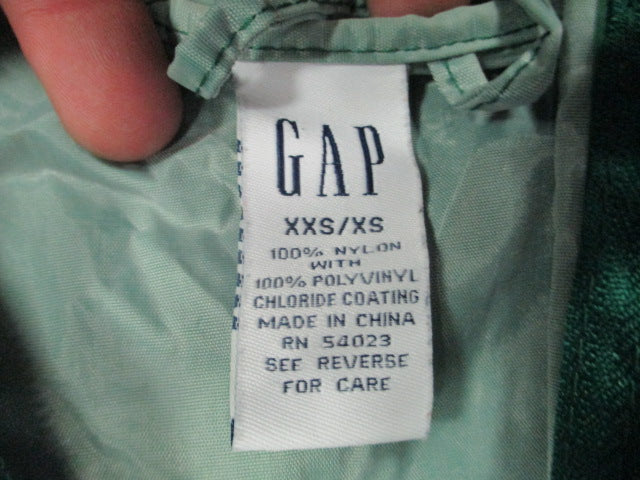 GAP
XXS/XS
100% NYLON
WITH
100% POLYVINYL
CHLORIDE COATING
MADE IN CHINA
RN 54023
SEE REVERSE
FOR CARE